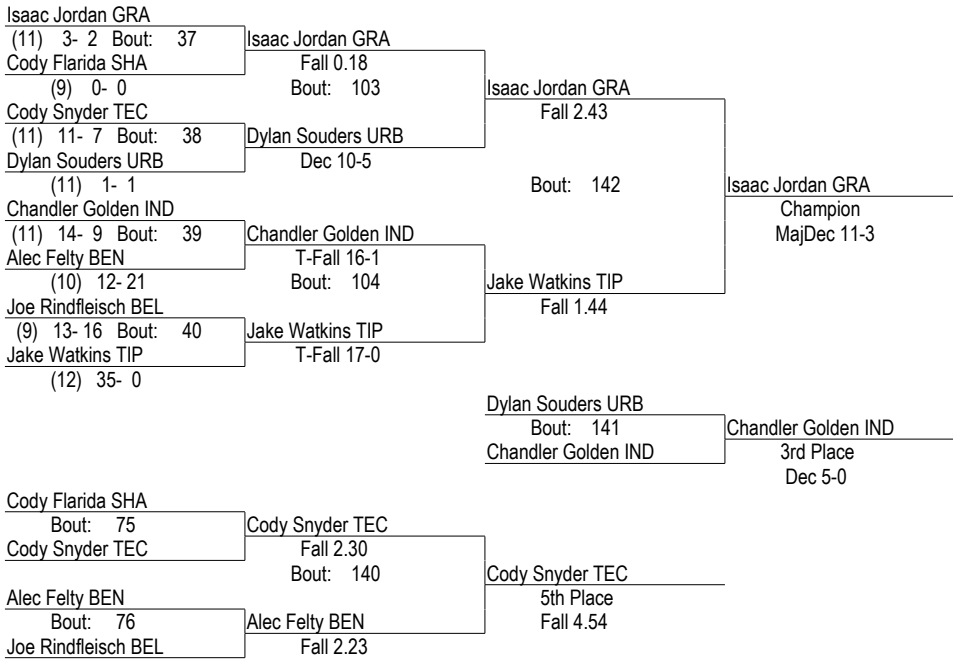 Isaac Jordan GRA
(11) 3- 2 Bout: 37 Isaac Jordan GRA
Cody Flarida SHA Fall 0.18
(9) 0- 0 Bout: 103 Isaac Jordan GRA
Cody Snyder TEC Fall 2.43
(11) 11- 7 Bout: 38 Dylan Souders URB
Dylan Souders URB Dec 10-5
(11) 1- 1 Bout: 142 Isaac Jordan GRA
Chandler Golden IND Champion
(11) 14- 9 Bout: 39 Chandler Golden IND MajDec 11-3
Alec Felty BEN T-Fall 16-1
(10) 12- 21 Bout: 104 Jake Watkins TIP
Joe Rindfleisch BEL Fall 1.44
(9) 13- 16 Bout: 40 Jake Watkins TIP
Jake Watkins TIP T-Fall 17-0
(12) 35- 0
Dylan Souders URB
Bout: 141 Chandler Golden IND
Chandler Golden IND 3rd Place
Dec 5-0
Cody Flarida SHA
Bout: 75 Cody Snyder TEC
Cody Snyder TEC Fall 2.30
Bout: 140 Cody Snyder TEC
Alec Felty BEN 5th Place
Bout: 76 Alec Felty BEN Fall 4.54
Joe Rindfleisch BEL Fall 2.23